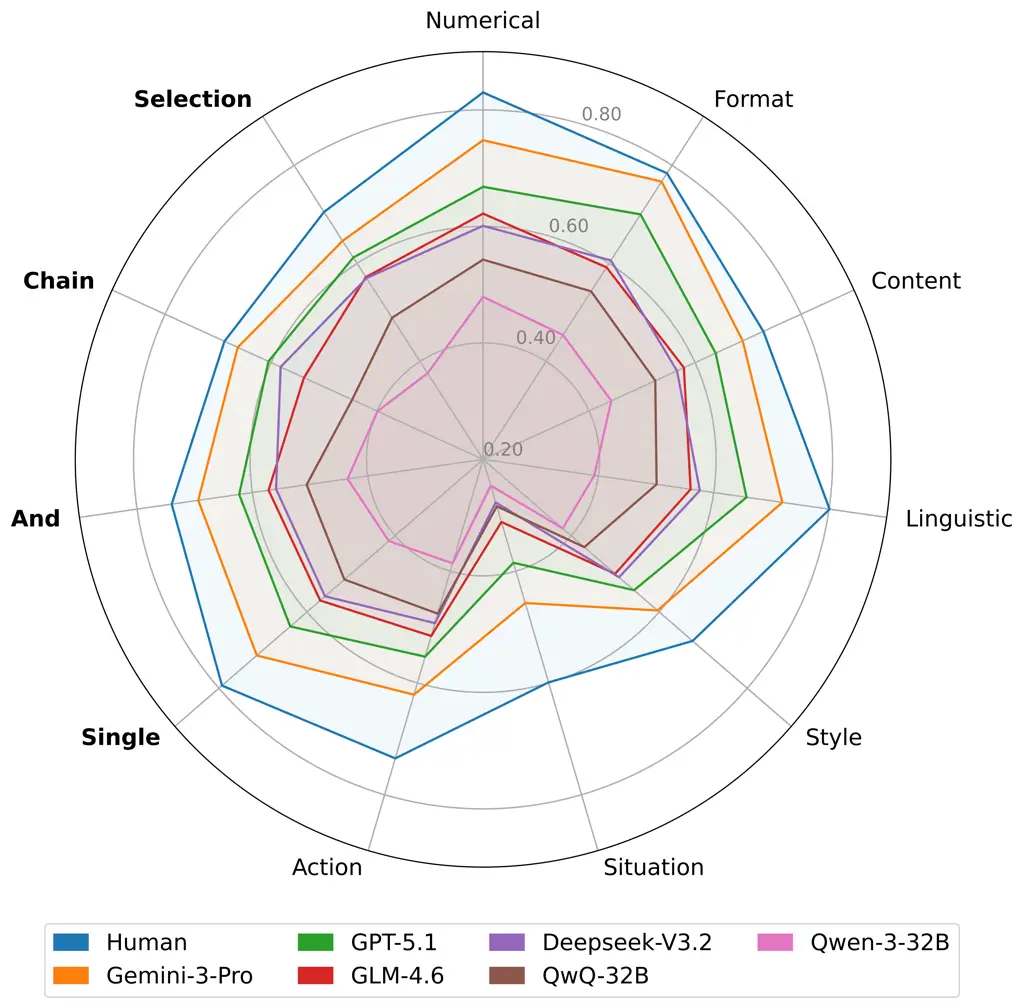 Numerical
Selection
Format
0.80
0.60
Chain
Content
0.40
0.20
And
Linguistic
Single
Style
Action
Situation
Human
GPT-5.1
Deepseek-V3.2
Qwen-3-32B
Gemini-3-Pro
GLM-4.6
QwQ-32B